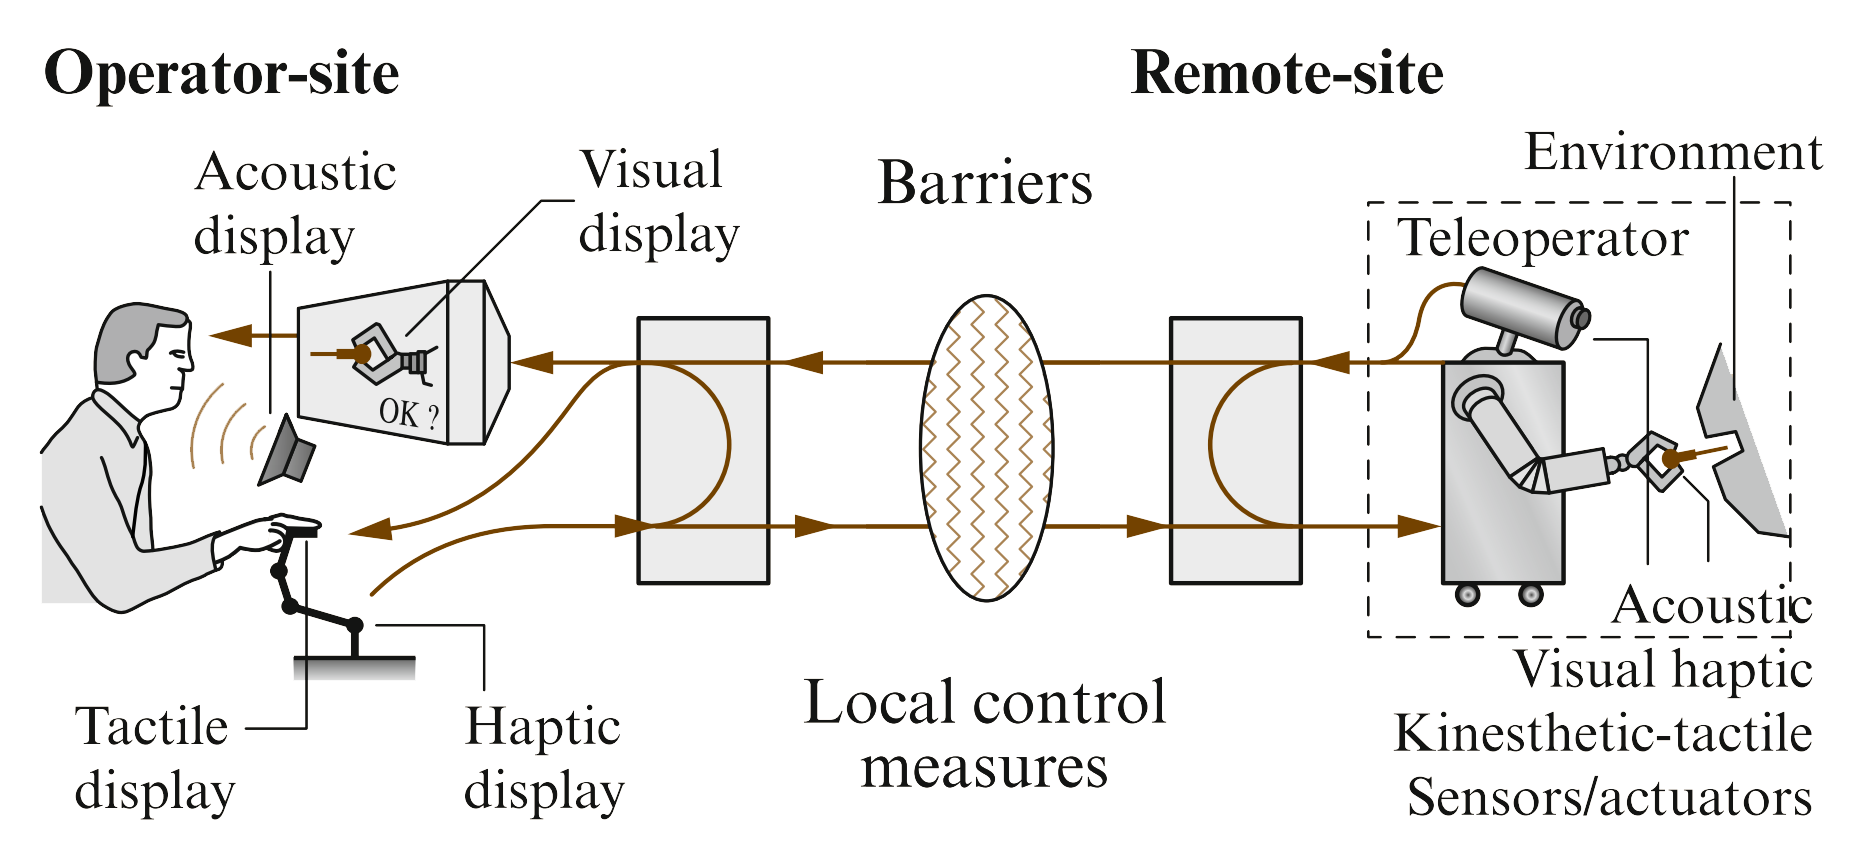 Operator-site
Remote-site
Acoustic
display
Visual
display
Barriers
Environment
Teleoperator
OK ?
Tactile
display
Haptic
display
Local control
measures
Acoustic
Visual haptic
Kinesthetic-tactile
Sensors/actuators